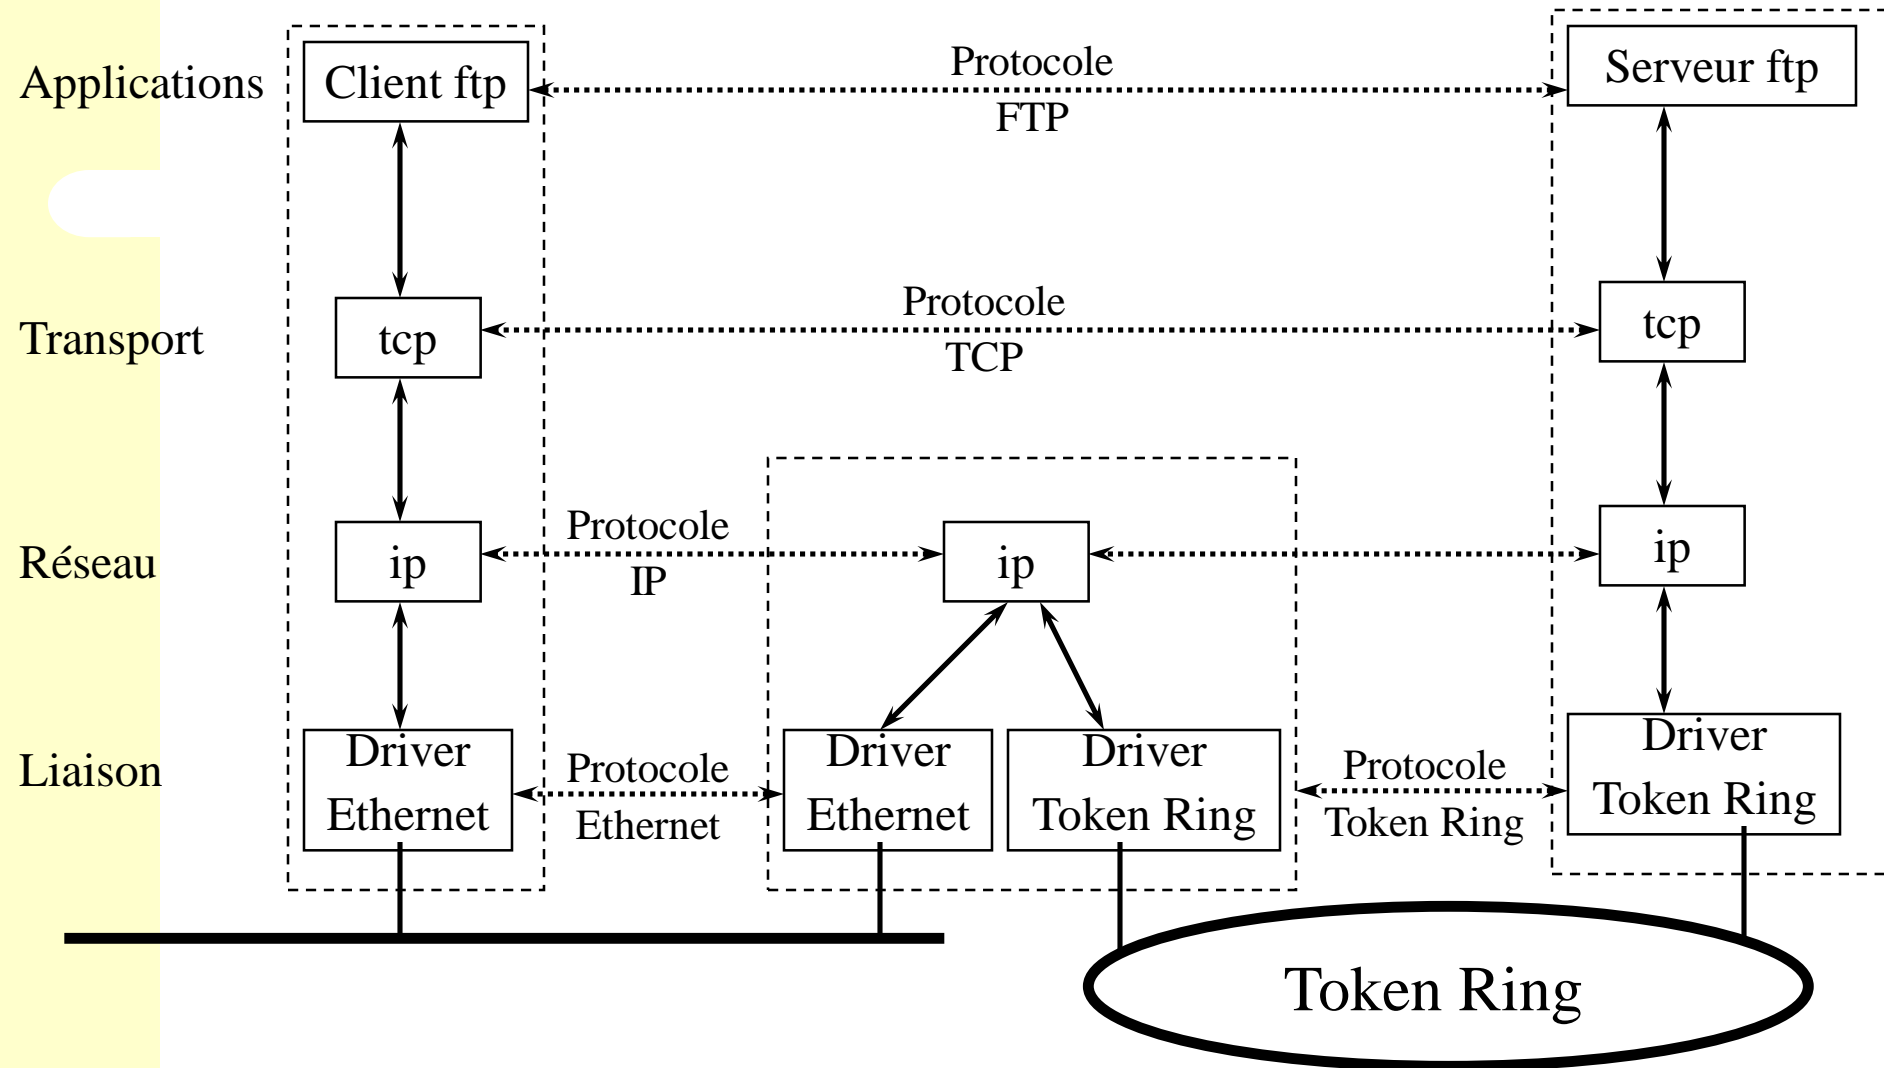 Applications
Client ftp
Protocole
FTP
Serveur ftp
Transport
tcp
Protocole
TCP
tcp
Réseau
ip
Protocole
IP
ip
ip
Liaison
Driver
Ethernet
Protocole
Ethernet
Driver
Ethernet
Driver
Token Ring
Protocole
Token Ring
Driver
Token Ring
Token Ring